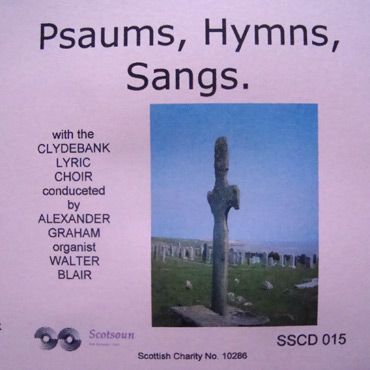 Psaums, Hymns,
Sangs.
with the
CLYDEBANK
LYRIC
CHOIR
conduceted
by
ALEXANDER
GRAHAM
organist
WALTER
BLAIR
Scotsoun
SSCD 015
Scottish Charity No. 10286